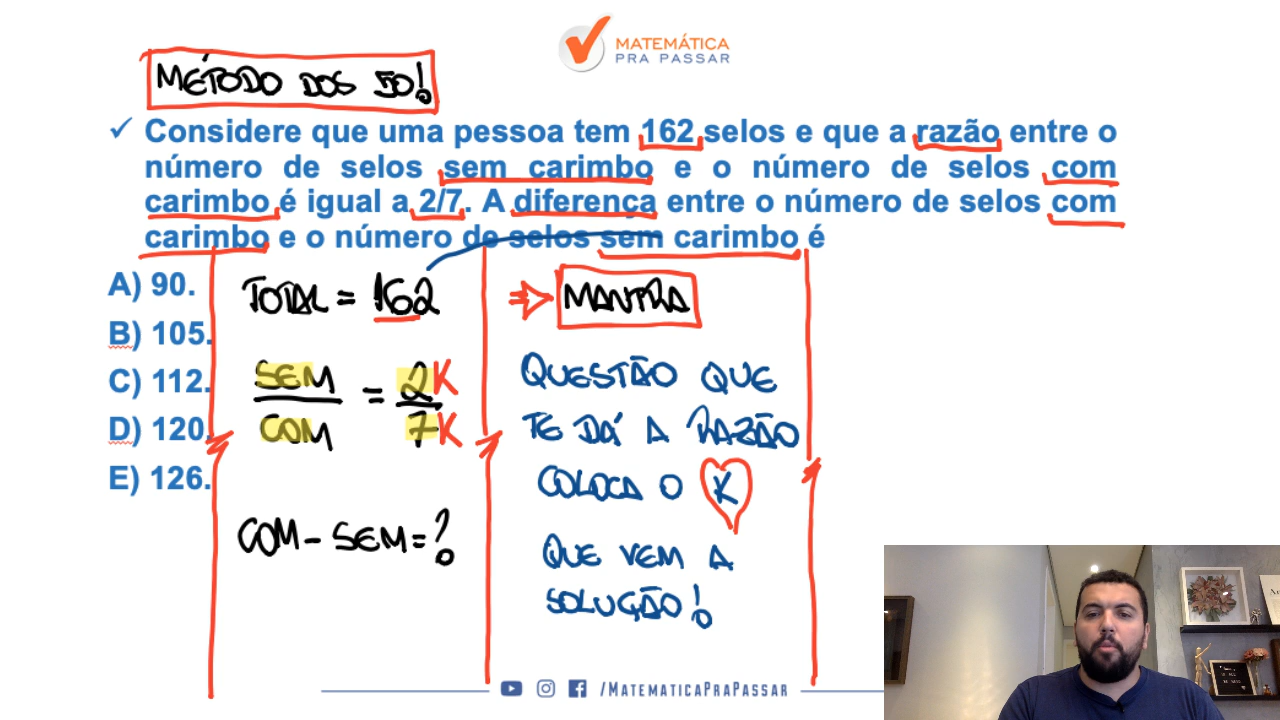 MATEMÁTICA
PRA PASSAR
MÉTODO DOS 50!
✓ Considere que uma pessoa tem 162 selos e que a razão entre o
número de selos sem carimbo e o número de selos com
carimbo é igual a 2/7. A diferença entre o número de selos com
carimbo e o número de selos sem carimbo é
A) 90.
B) 105.
C) 112.
D) 120.
E) 126.
TOTAL = 162
SEM = 2K
COM 7K
COM - SEM = ?
⇒ MANTRA
QUESTÃO QUE
TE DÁ A RAZÃO
COLOCA O K
QUE VEM A
SOLUÇÃO!
/MatematicaPraPassar